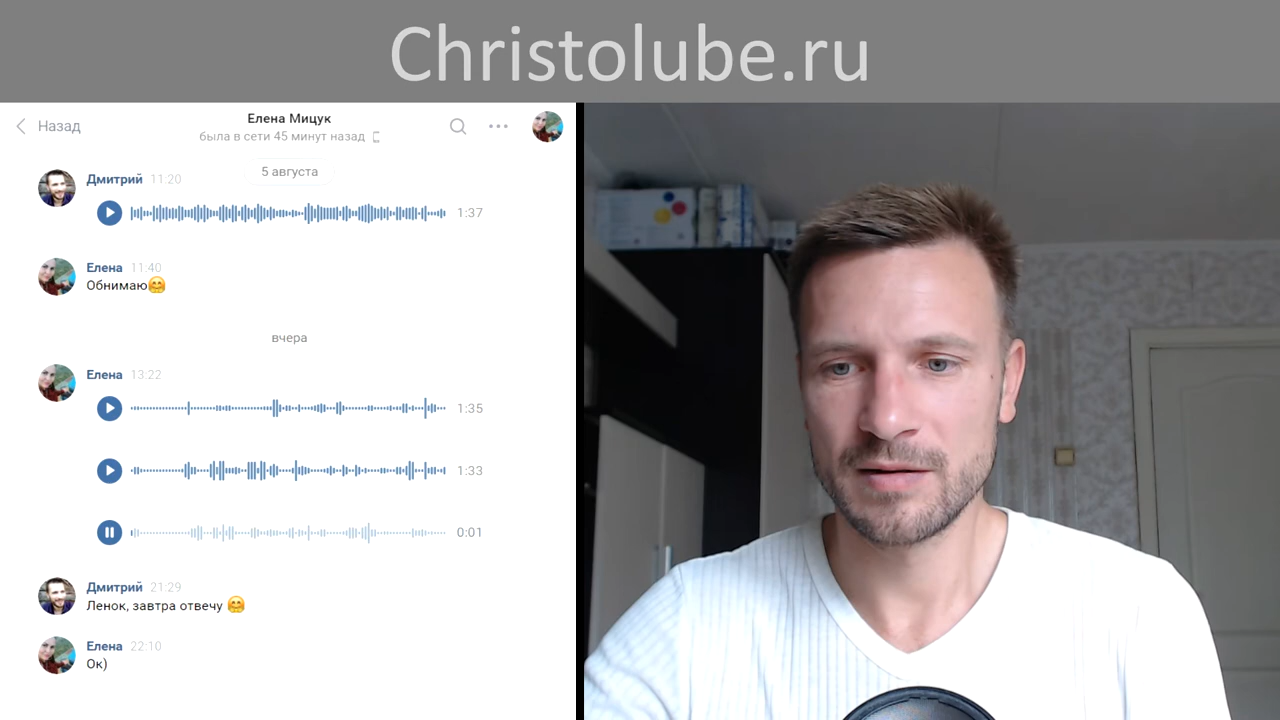 Christolube.ru
Назад
Елена Мицук
была в сети 45 минут назад
5 августа
Дмитрий 11:20
1:37
Елена 11:40
Обнимаю🤗
вчера
Елена 13:22
1:35
1:33
0:01
Дмитрий 21:29
Ленок, завтра отвечу 🤗
Елена 22:10
Ок)